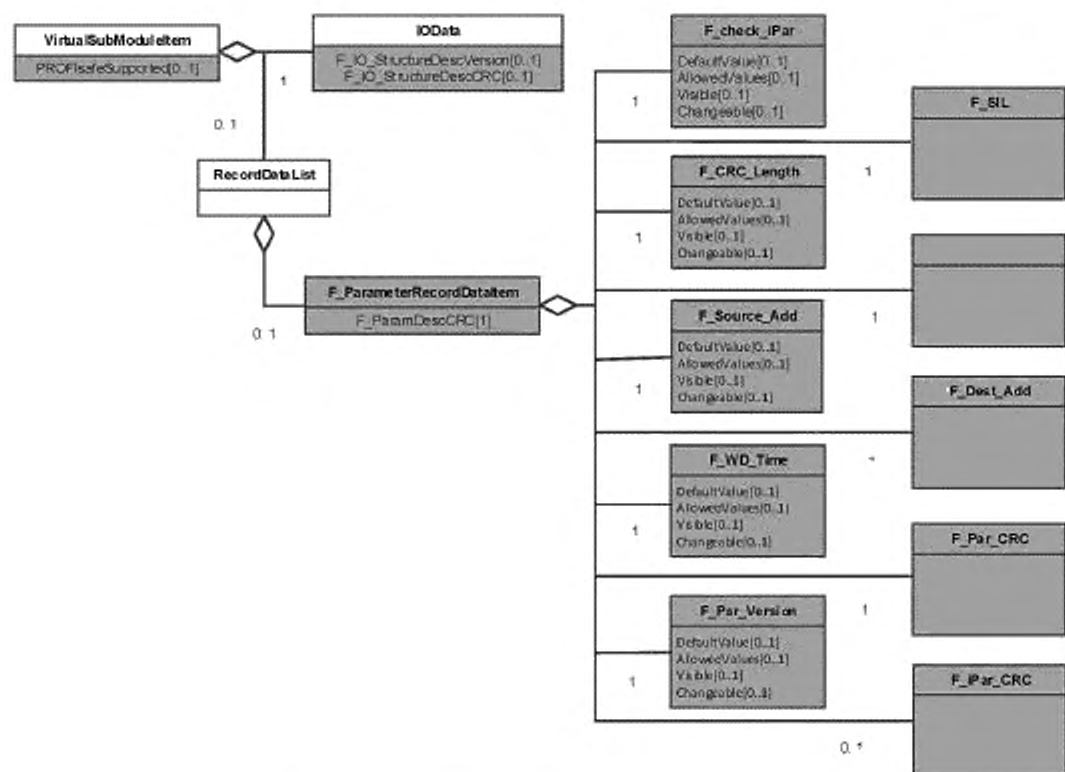 VirtualSubModuleItem
PROFIsafeSupported[0..1]
IOData
F_IO_StructureDescVersion[0..1]
F_IO_StructureDescCRC[0..1]
1
0..1
RecordDataList
F_ParameterRecordDataItem
F_ParamDescCRC[1]
0..1
F_check_iPar
DefaultValue[0..1]
AllowedValues[0..1]
Visible[0..1]
Changeable[0..1]
1
F_SIL
1
F_CRC_Length
DefaultValue[0..1]
AllowedValues[0..1]
Visible[0..1]
Changeable[0..1]
1
1
F_Source_Add
DefaultValue[0..1]
AllowedValues[0..1]
Visible[0..1]
Changeable[0..1]
1
F_Dest_Add
F_WD_Time
DefaultValue[0..1]
AllowedValues[0..1]
Visible[0..1]
Changeable[0..1]
1
F_Par_CRC
1
F_Par_Version
DefaultValue[0..1]
AllowedValues[0..1]
Visible[0..1]
Changeable[0..1]
1
F_iPar_CRC
0..*